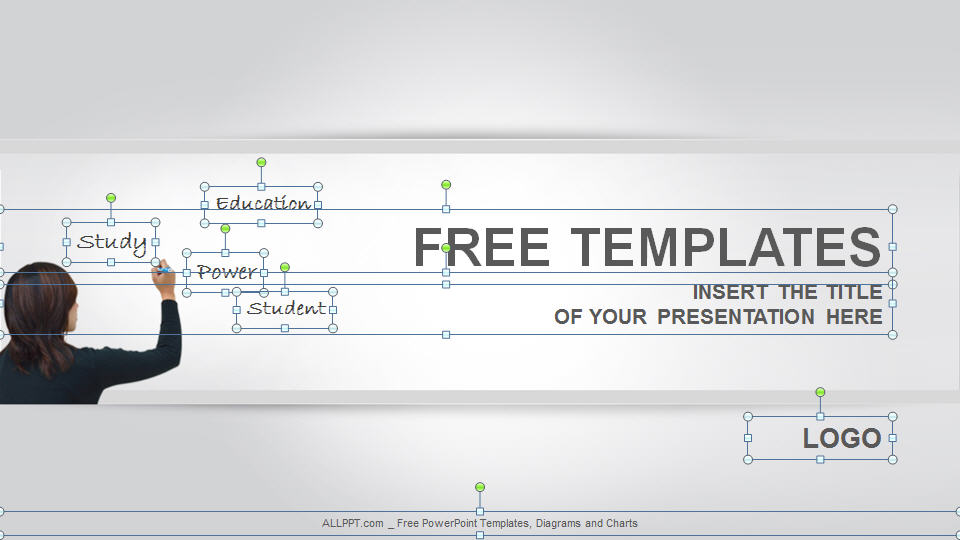 Education
Study
Power
Student
FREE TEMPLATES
INSERT THE TITLE
OF YOUR PRESENTATION HERE
LOGO
ALLPPT.com _ Free PowerPoint Templates, Diagrams and Charts